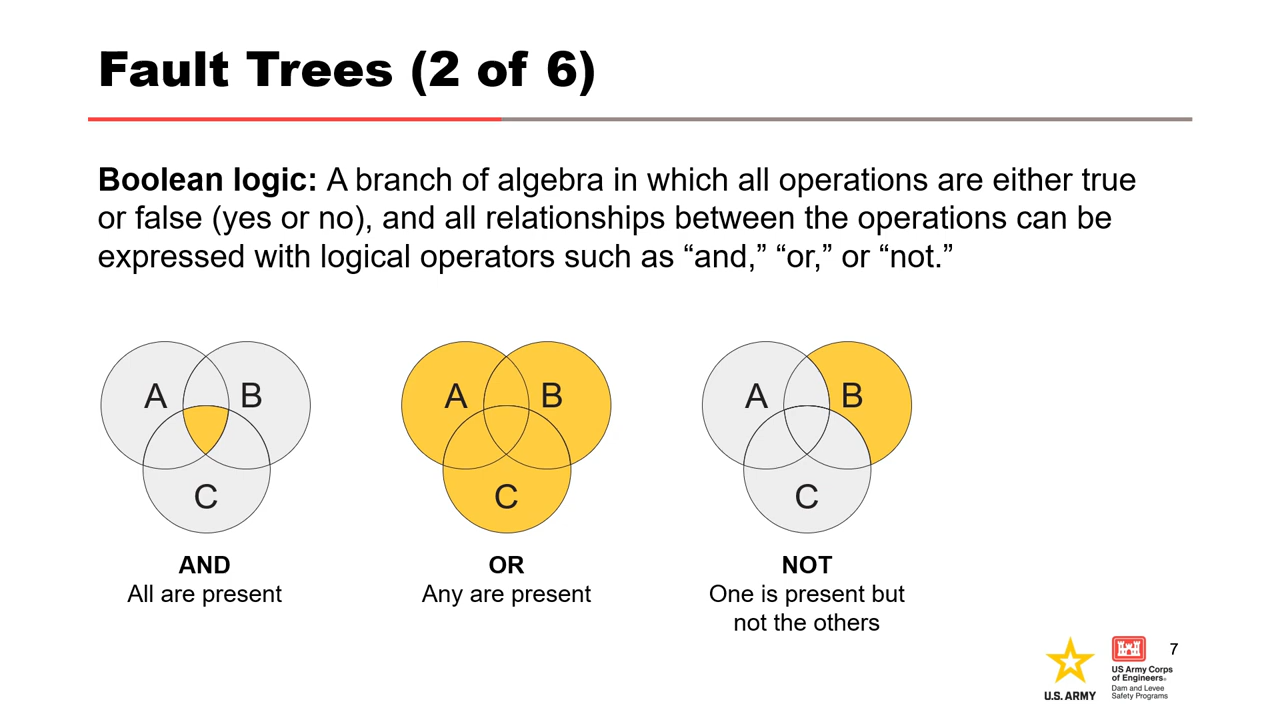 Fault Trees (2 of 6)
Boolean logic: A branch of algebra in which all operations are either true
or false (yes or no), and all relationships between the operations can be
expressed with logical operators such as “and,” “or,” or “not.”
A B
C
AND
All are present
A B
C
OR
Any are present
A B
C
NOT
One is present but
not the others
U.S. ARMY
US Army Corps
of Engineers®
Dam and Levee
Safety Programs
7